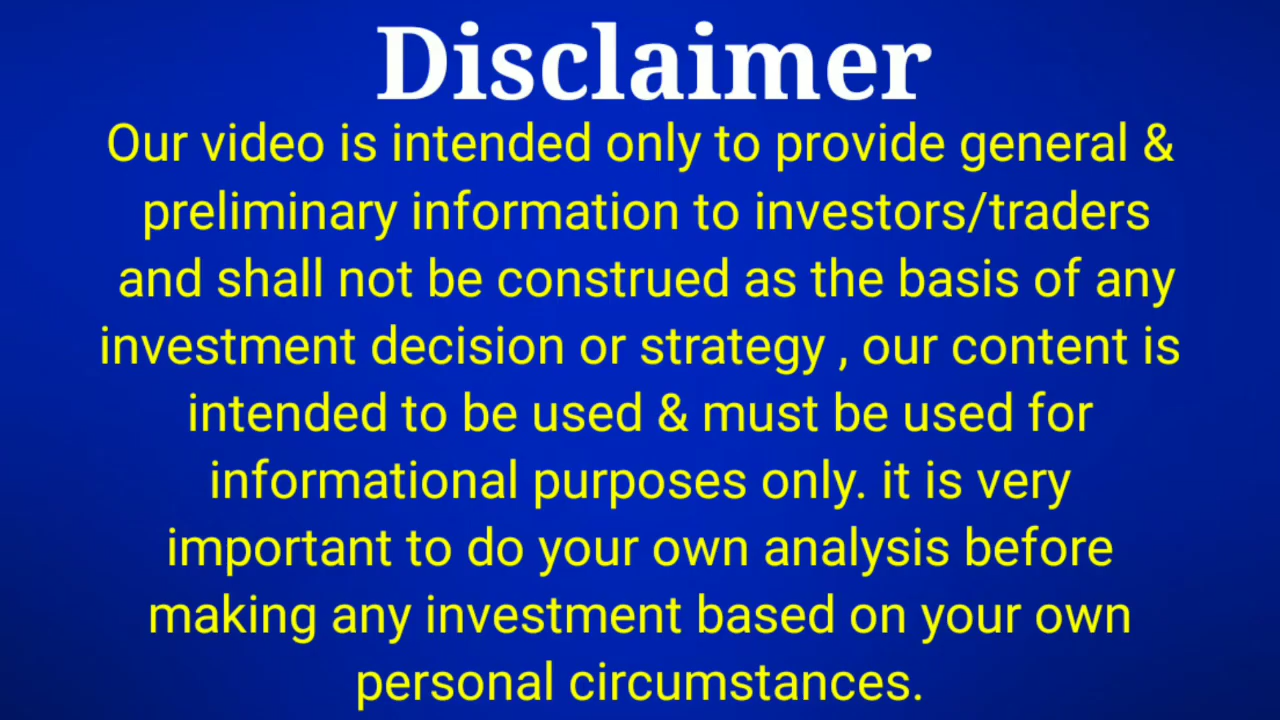 Disclaimer
Our video is intended only to provide general &
preliminary information to investors/traders
and shall not be construed as the basis of any
investment decision or strategy , our content is
intended to be used & must be used for
informational purposes only. it is very
important to do your own analysis before
making any investment based on your own
personal circumstances.